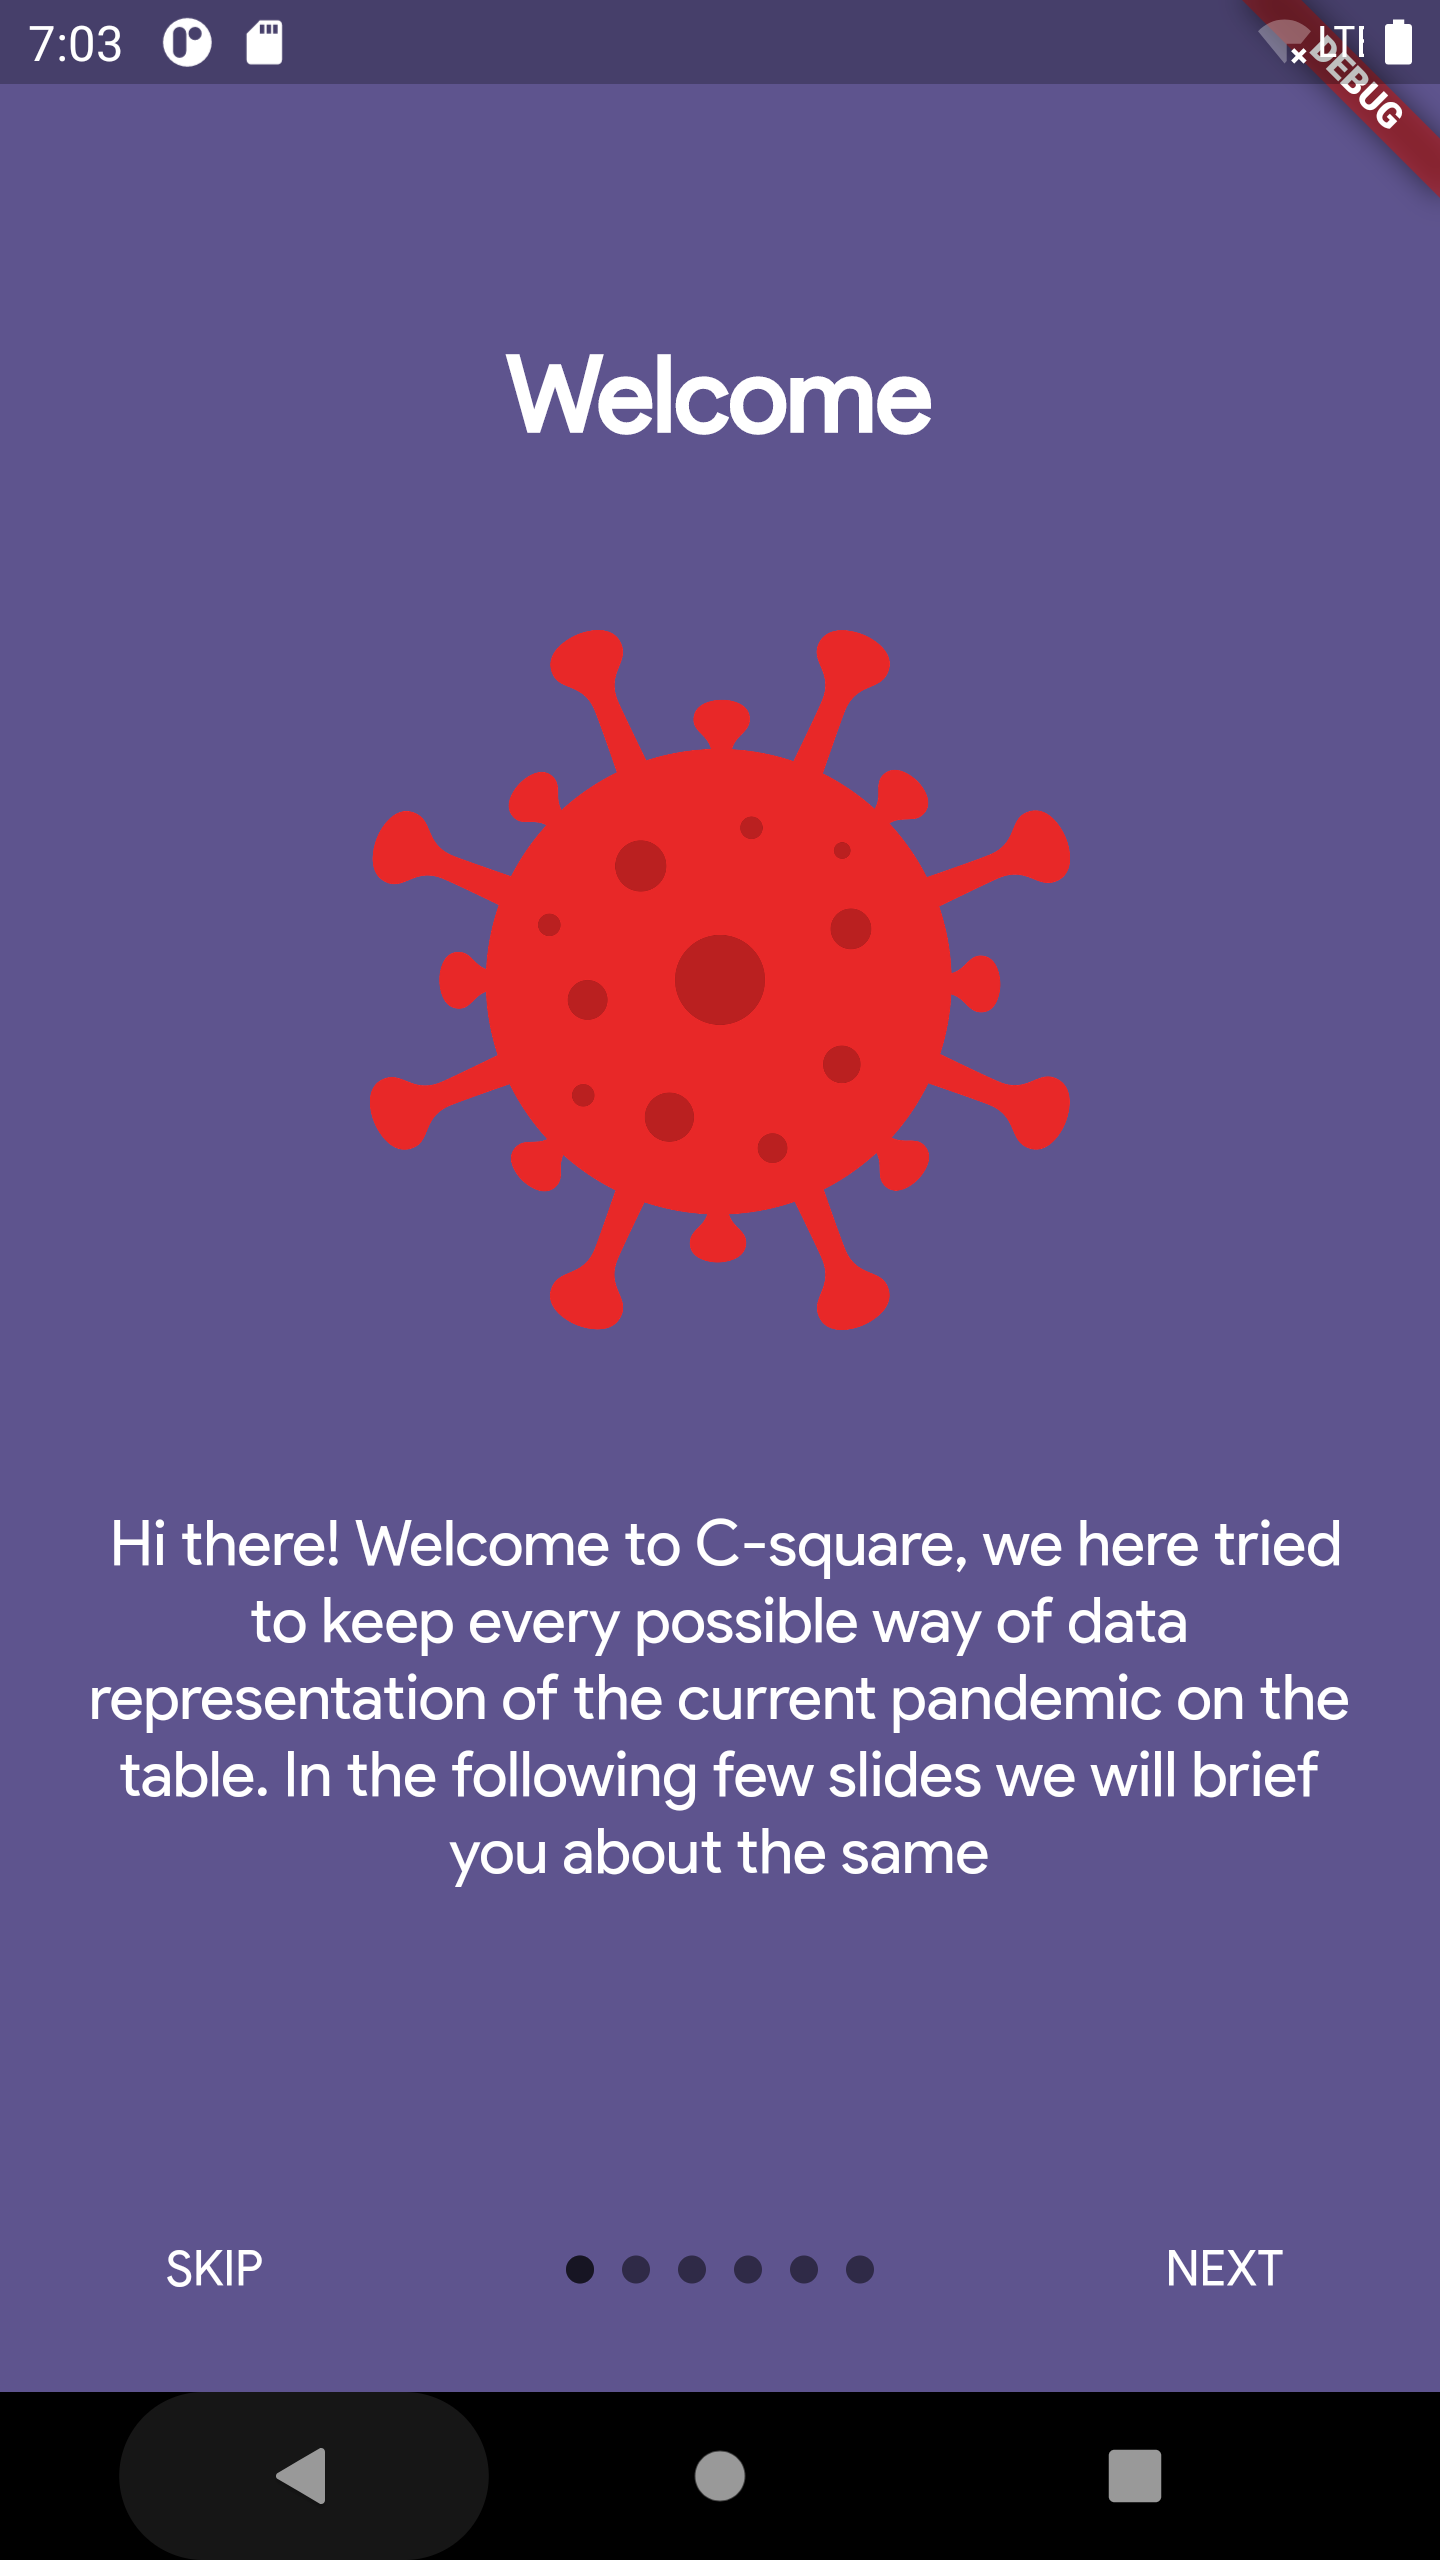 7:03
LTE
DEBUG
Welcome
Hi there! Welcome to C-square, we here tried
to keep every possible way of data
representation of the current pandemic on the
table. In the following few slides we will brief
you about the same
SKIP
NEXT